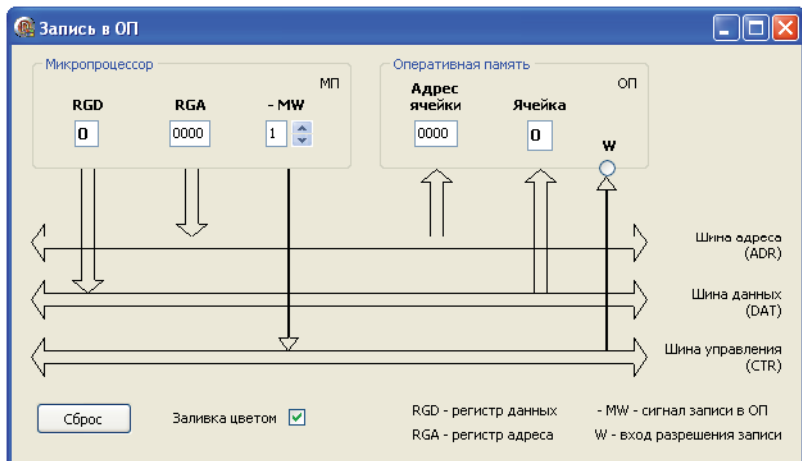 Запись в ОП
Микропроцессор
МП
RGD
RGA
- MW
0
0000
1
Оперативная память
ОП
Адрес
ячейки
Ячейка
0000
0
W
Шина адреса
(ADR)
Шина данных
(DAT)
Шина управления
(CTR)
Сброс
Заливка цветом
RGD - регистр данных
- MW - сигнал записи в ОП
RGA - регистр адреса
W - вход разрешения записи